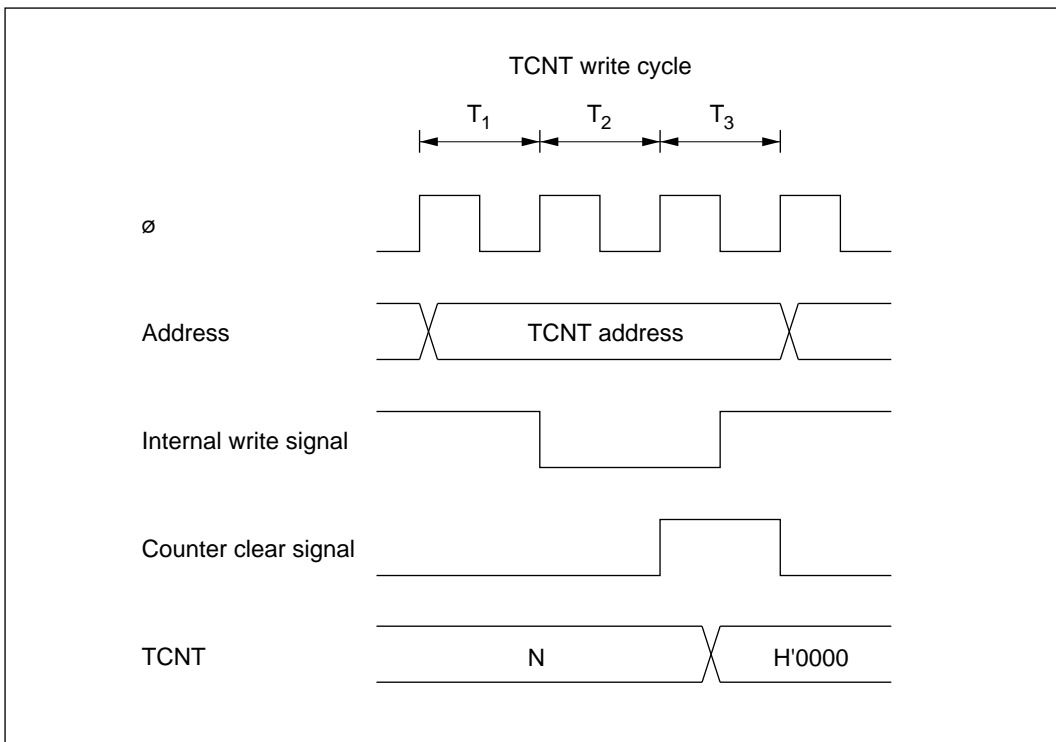 TCNT write cycle
T1 T2 T3
ø
Address TCNT address
Internal write signal
Counter clear signal
TCNT N H'0000